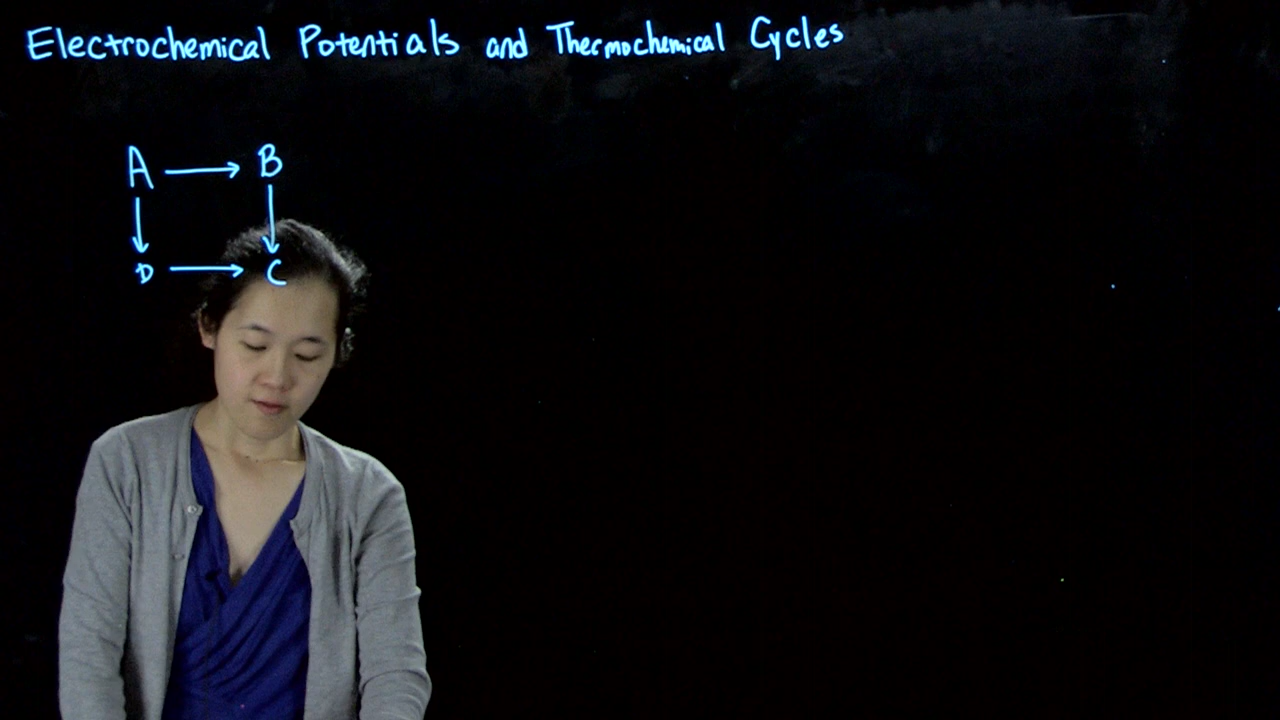 Electrochemical Potentials and Thermochemical Cycles
A → B
↓ ↓
D → C